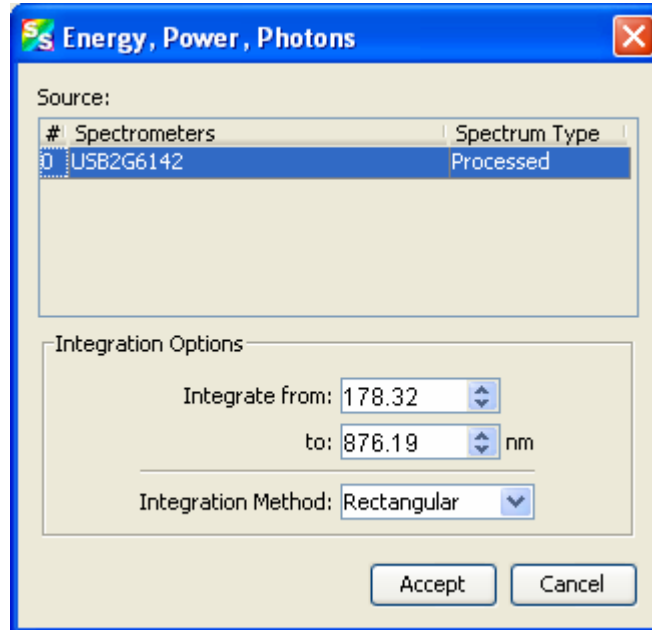 SS Energy, Power, Photons
Source:
# Spectrometers Spectrum Type
0 USB2G6142 Processed
Integration Options
Integrate from: 178.32
to: 876.19 nm
Integration Method: Rectangular
Accept Cancel